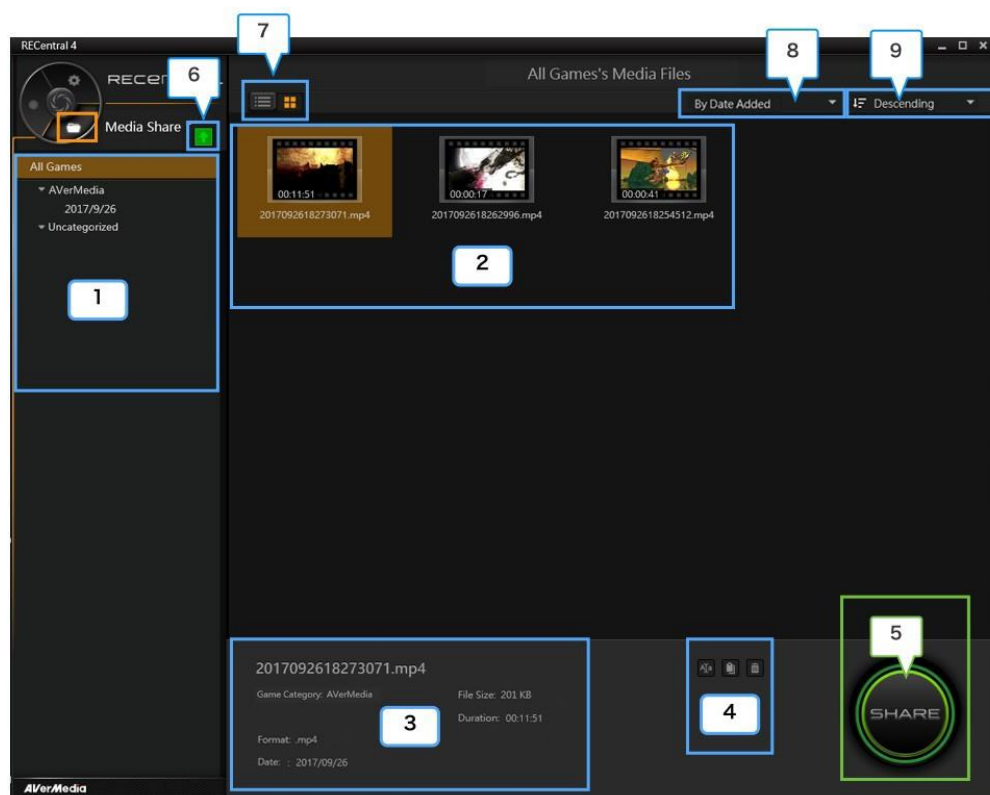 7
8
9
RECentral 4
6
All Games's Media Files
By Date Added
Descending
Media Share
All Games
AVerMedia
2017/9/26
Uncategorized
1
00:11:51
00:00:17
00:00:41
2017092618273071.mp4
2017092618262996.mp4
2017092618254512.mp4
2
2017092618273071.mp4
Game Category: AVerMedia
File Size: 201 KB
Duration: 00:11:51
Format: .mp4
Date: : 2017/09/26
3
4
5
SHARE
AVerMedia